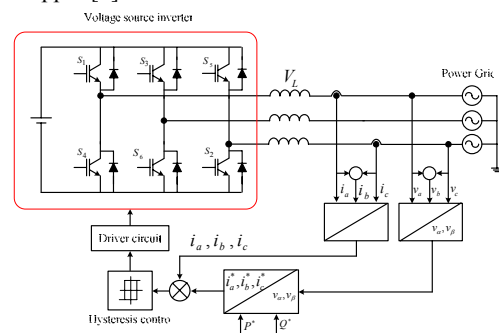 Voltage source inverter
S₁
S₃
S₅
V_L
Power Gric
S₄
S₆
S₂
i_a
i_b
i_c
v_a
v_b
v_c
v_α, v_β
Driver circuit
i_a , i_b , i_c
i_a^*, i_b^*, i_c^*
v_α, v_β
Hysteresis contro
P*
Q*